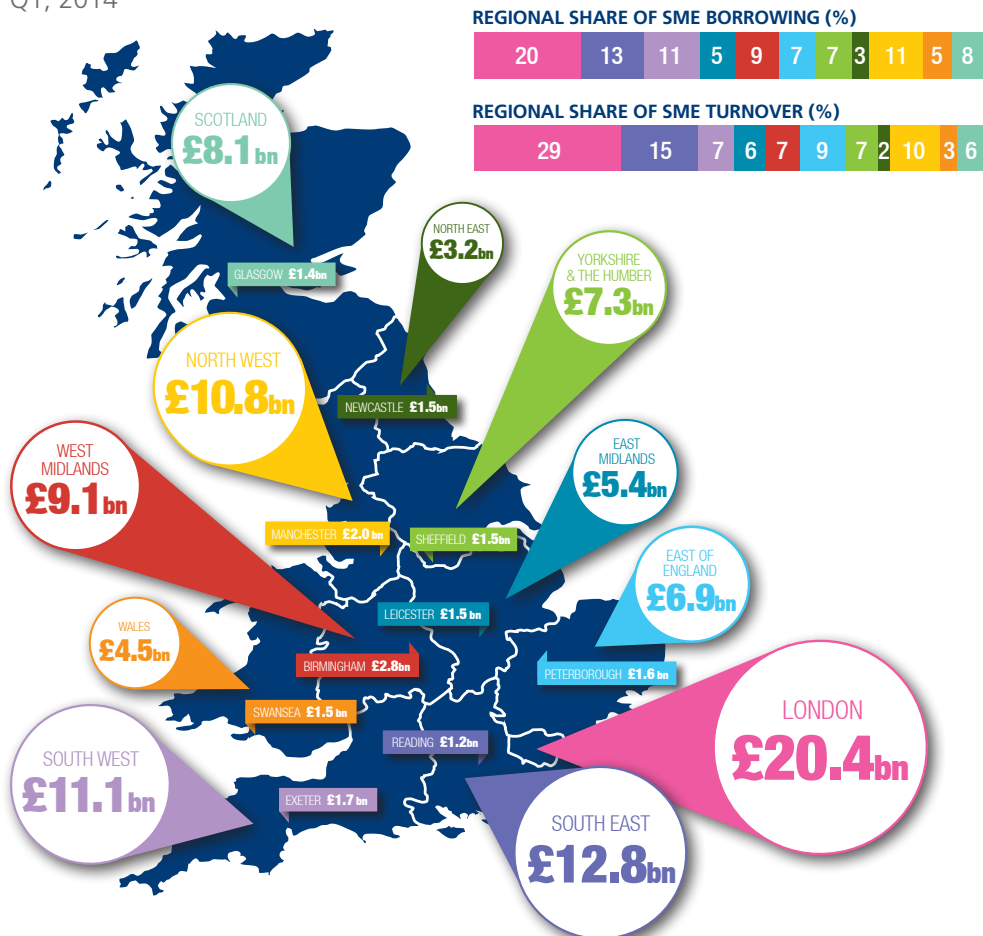 Q1, 2014
REGIONAL SHARE OF SME BORROWING (%)
20 13 11 5 9 7 7 3 11 5 8
REGIONAL SHARE OF SME TURNOVER (%)
29 15 7 6 7 9 7 2 10 3 6
SCOTLAND
£8.1bn
GLASGOW £1.4bn
NORTH EAST
£3.2bn
YORKSHIRE
& THE HUMBER
£7.3bn
NORTH WEST
£10.8bn
NEWCASTLE £1.5bn
WEST
MIDLANDS
£9.1bn
EAST
MIDLANDS
£5.4bn
MANCHESTER £2.0bn
SHEFFIELD £1.5bn
EAST OF
ENGLAND
£6.9bn
LEICESTER £1.5bn
WALES
£4.5bn
BIRMINGHAM £2.8bn
PETERBOROUGH £1.6bn
SWANSEA £1.5bn
LONDON
£20.4bn
READING £1.2bn
SOUTH WEST
£11.1bn
EXETER £1.7bn
SOUTH EAST
£12.8bn